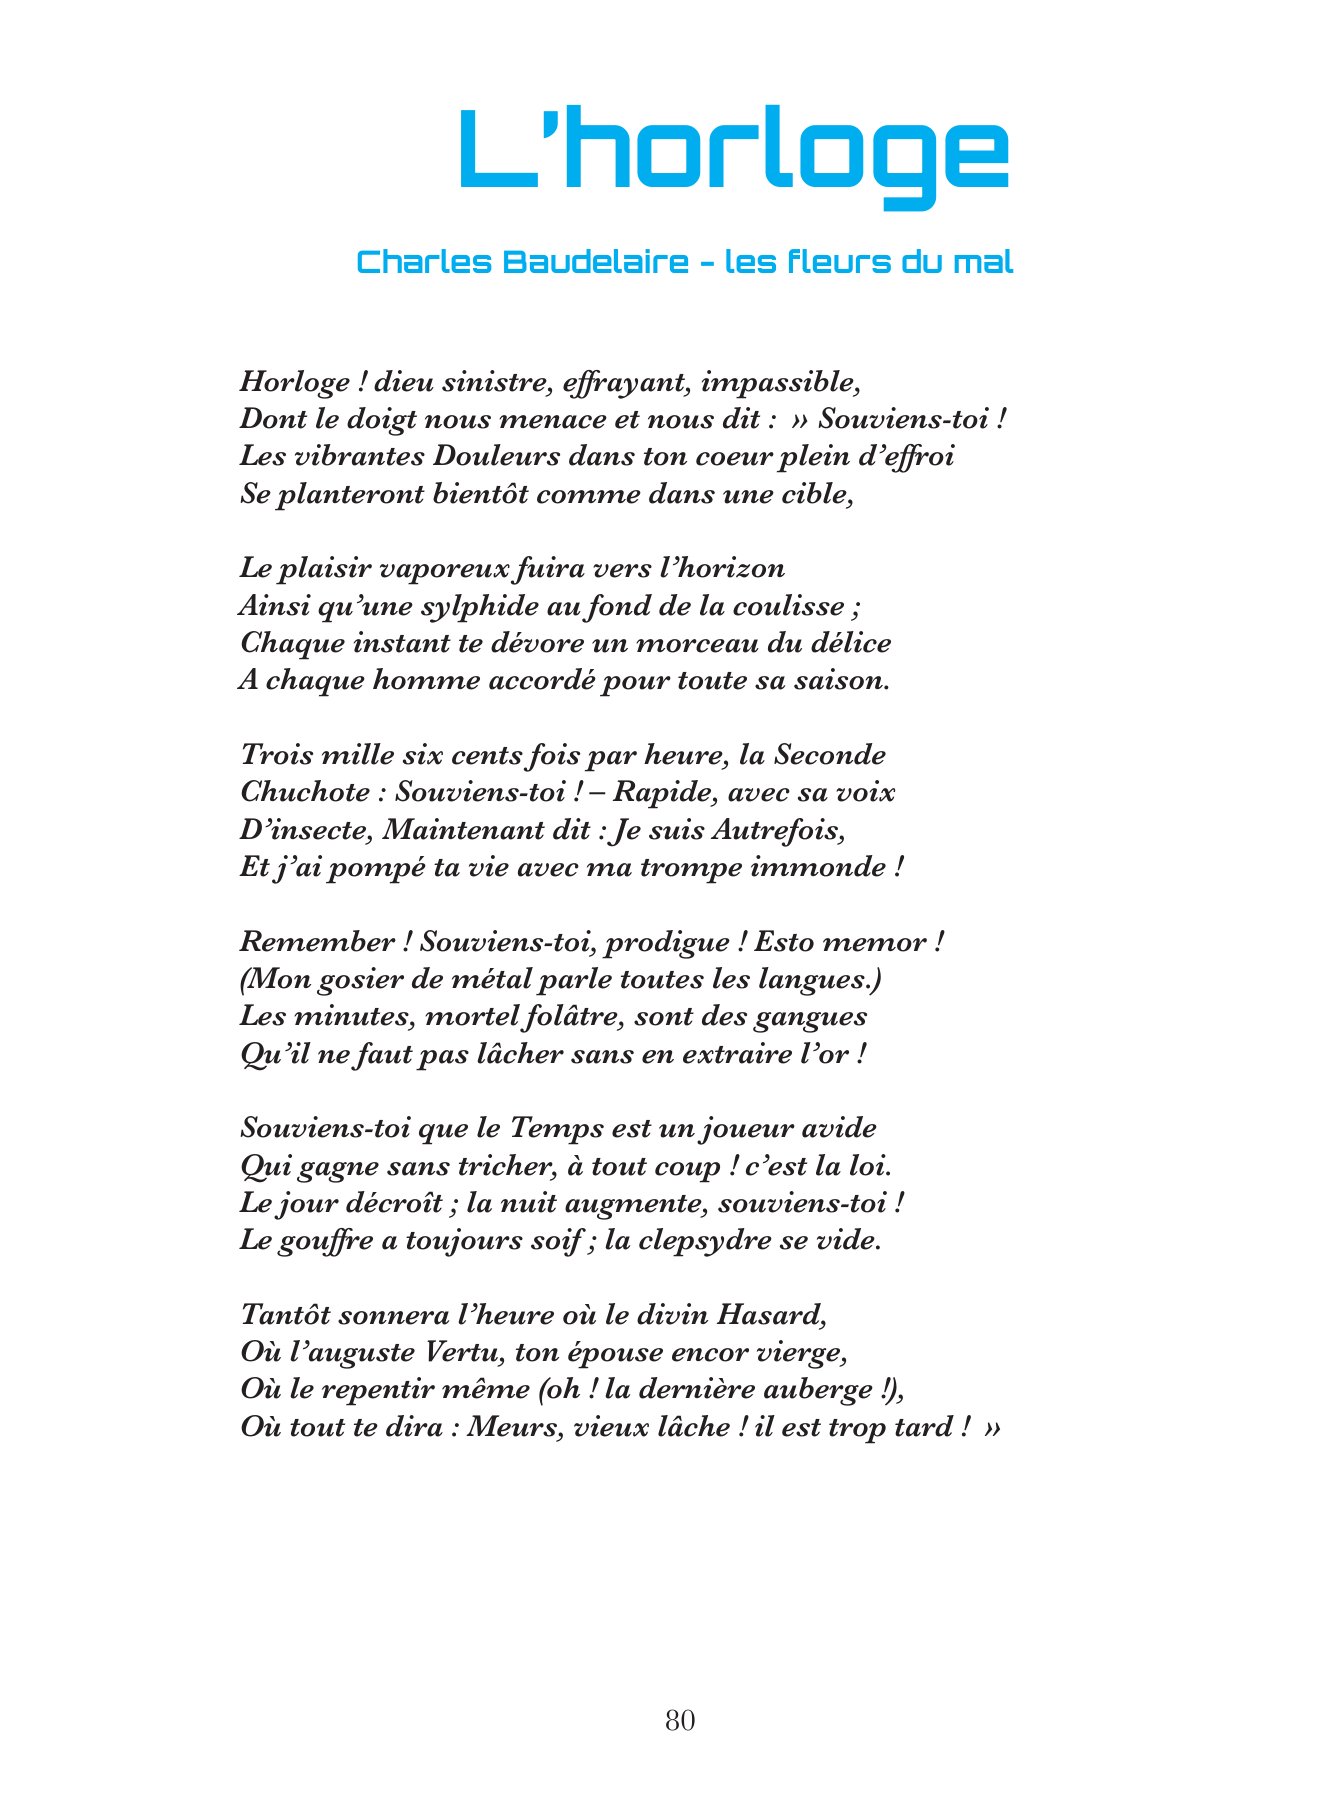 L’horloge
Charles Baudelaire - les fleurs du mal
Horloge ! dieu sinistre, effrayant, impassible,
Dont le doigt nous menace et nous dit :  » Souviens-toi !
Les vibrantes Douleurs dans ton coeur plein d’effroi
Se planteront bientôt comme dans une cible,
Le plaisir vaporeux fuira vers l’horizon
Ainsi qu’une sylphide au fond de la coulisse ;
Chaque instant te dévore un morceau du délice
A chaque homme accordé pour toute sa saison.
Trois mille six cents fois par heure, la Seconde
Chuchote : Souviens-toi ! – Rapide, avec sa voix
D’insecte, Maintenant dit : Je suis Autrefois,
Et j’ai pompé ta vie avec ma trompe immonde !
Remember ! Souviens-toi, prodigue ! Esto memor !
(Mon gosier de métal parle toutes les langues.)
Les minutes, mortel folâtre, sont des gangues
Qu’il ne faut pas lâcher sans en extraire l’or !
Souviens-toi que le Temps est un joueur avide
Qui gagne sans tricher, à tout coup ! c’est la loi.
Le jour décroît ; la nuit augmente, souviens-toi !
Le gouffre a toujours soif ; la clepsydre se vide.
Tantôt sonnera l’heure où le divin Hasard,
Où l’auguste Vertu, ton épouse encor vierge,
Où le repentir même (oh ! la dernière auberge !),
Où tout te dira : Meurs, vieux lâche ! il est trop tard !  »
80